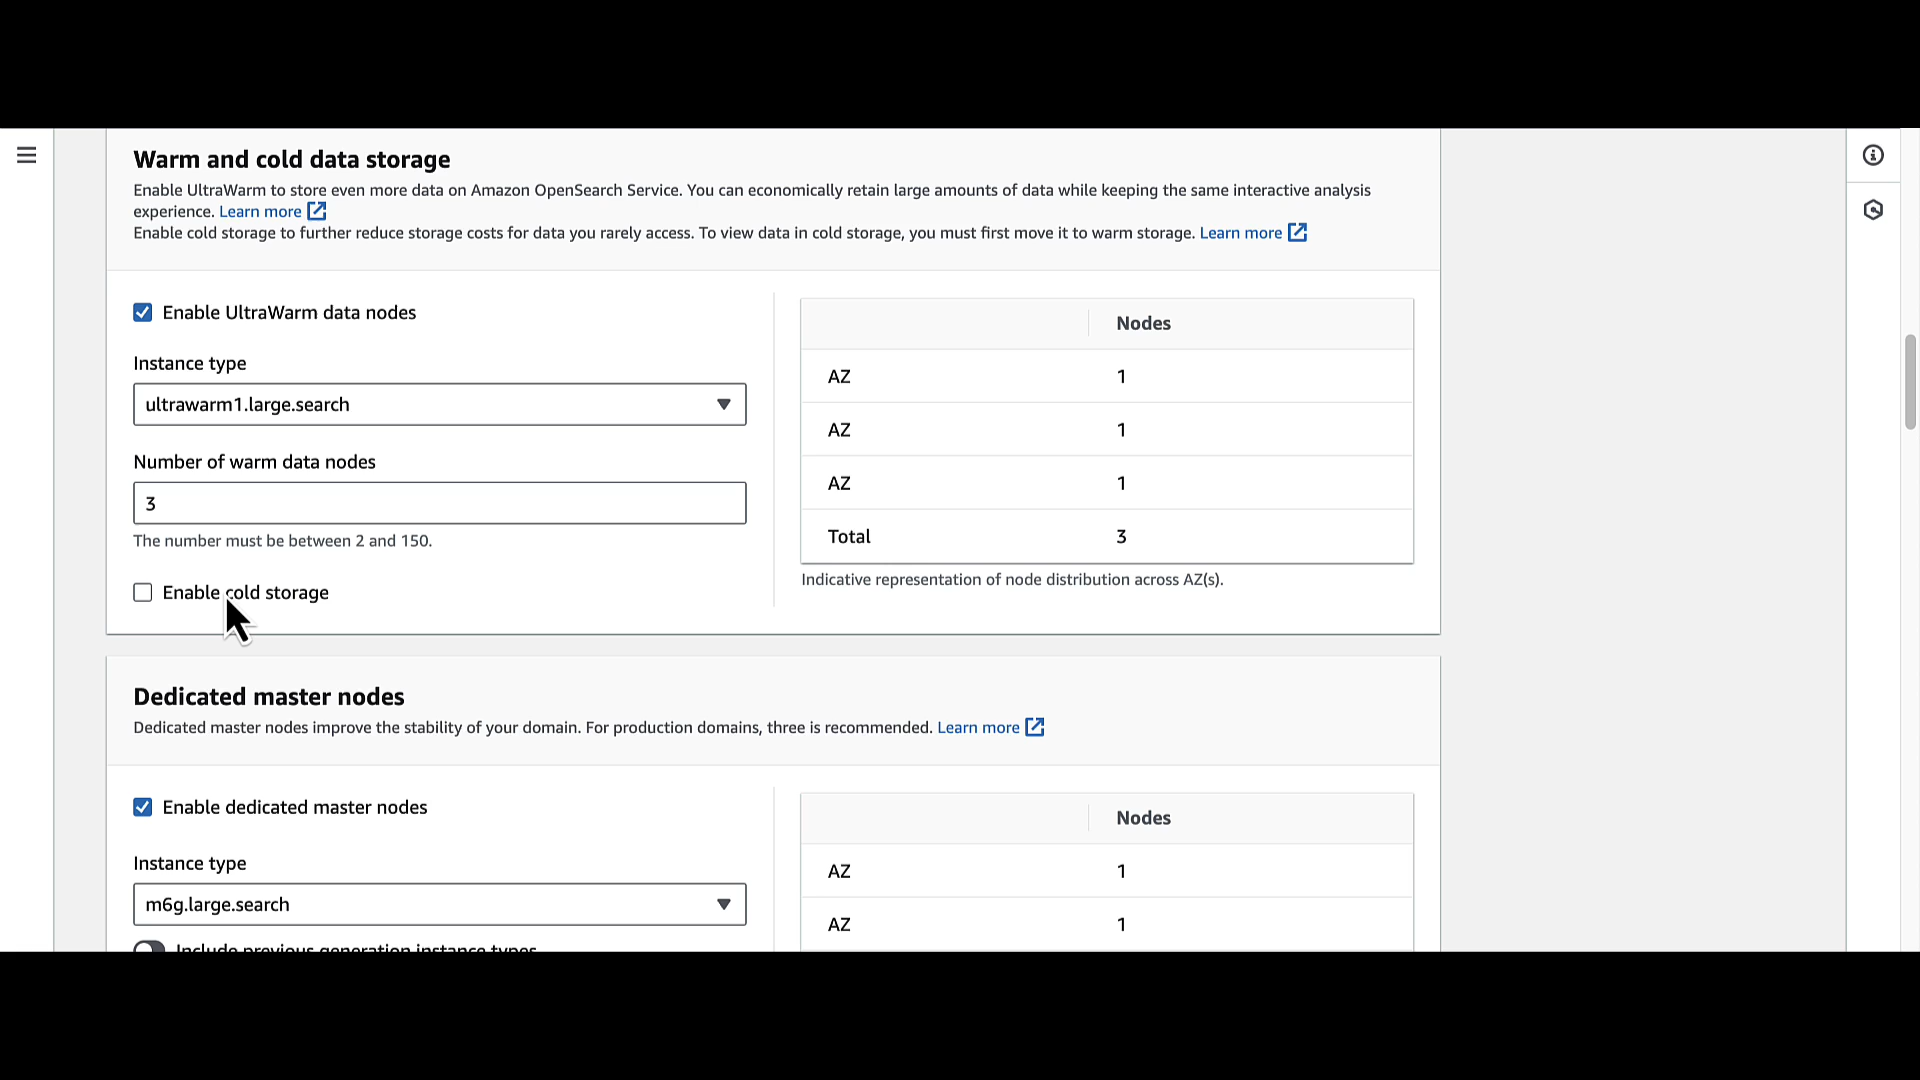 Warm and cold data storage
Enable UltraWarm to store even more data on Amazon OpenSearch Service. You can economically retain large amounts of data while keeping the same interactive analysis
experience. Learn more
Enable cold storage to further reduce storage costs for data you rarely access. To view data in cold storage, you must first move it to warm storage. Learn more
Enable UltraWarm data nodes
Instance type
ultrawarm1.large.search
Number of warm data nodes
3
The number must be between 2 and 150.
Enable cold storage
Nodes
AZ 1
AZ 1
AZ 1
Total 3
Indicative representation of node distribution across AZ(s).
Dedicated master nodes
Dedicated master nodes improve the stability of your domain. For production domains, three is recommended. Learn more
Enable dedicated master nodes
Instance type
m6g.large.search
Include previous generation instance types
Nodes
AZ 1
AZ 1